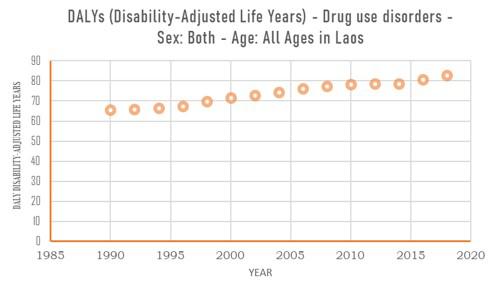 DALYs (Disability-Adjusted Life Years) - Drug use disorders -
Sex: Both - Age: All Ages in Laos
DALY DISABILITY-ADJUSTED LIFE YEARS
90
80
70
60
50
40
30
20
10
0
1985 1990 1995 2000 2005 2010 2015 2020
YEAR